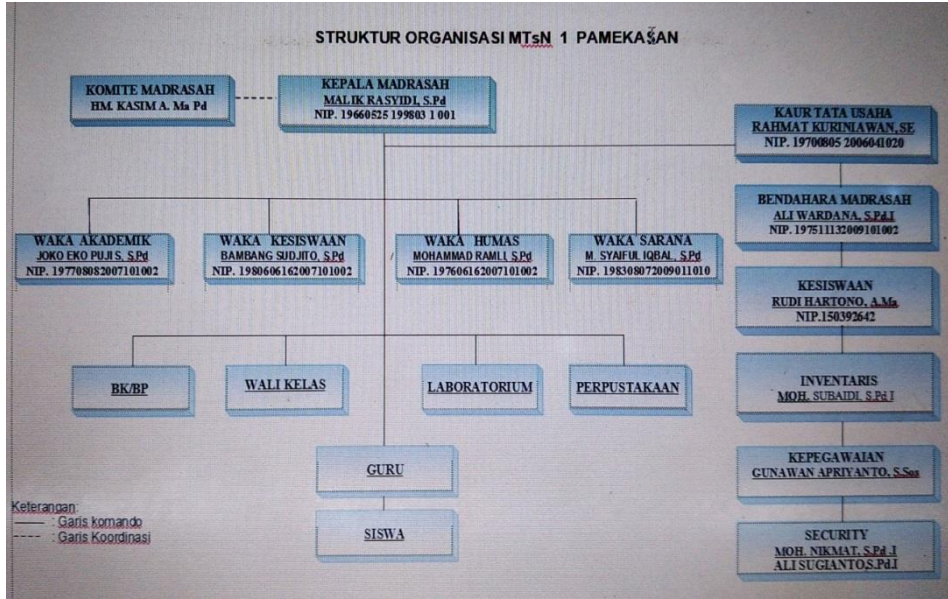 STRUKTUR ORGANISASI MTsN 1 PAMEKASAN
KOMITE MADRASAH
HM. KASIM A. Ma Pd
KEPALA MADRASAH
MALIK RASYIDI, S.Pd
NIP. 19660525 199803 1 001
KAUR TATA USAHA
RAHMAT KURINIAWAN, SE
NIP. 19700805 2006041020
BENDAHARA MADRASAH
ALI WARDANA, S.Pd.I
NIP. 197511132009101002
WAKA AKADEMIK
JOKO EKO PUJI S, S.Pd
NIP. 197708082007101002
WAKA KESISWAAN
BAMBANG SUDJITO, S.Pd
NIP. 1980606162007101002
WAKA HUMAS
MOHAMMAD RAMLI, S.Pd
NIP. 197606162007101002
WAKA SARANA
M. SYAIFUL IQBAL, S.Pd
NIP. 198308072009011010
KESISWAAN
RUDI HARTONO, A.Ma.
NIP.150392642
BK/BP
WALI KELAS
LABORATORIUM
PERPUSTAKAAN
INVENTARIS
MOH. SUBAIDI, S.Pd I
GURU
KEPEGAWAIAN
GUNAWAN APRIYANTO, S.Sos
SISWA
SECURITY
MOH. NIKMAT, S.Pd .I
ALI SUGIANTO,S.Pd.I
Keterangan:
: Garis komando
: Garis Koordinasi